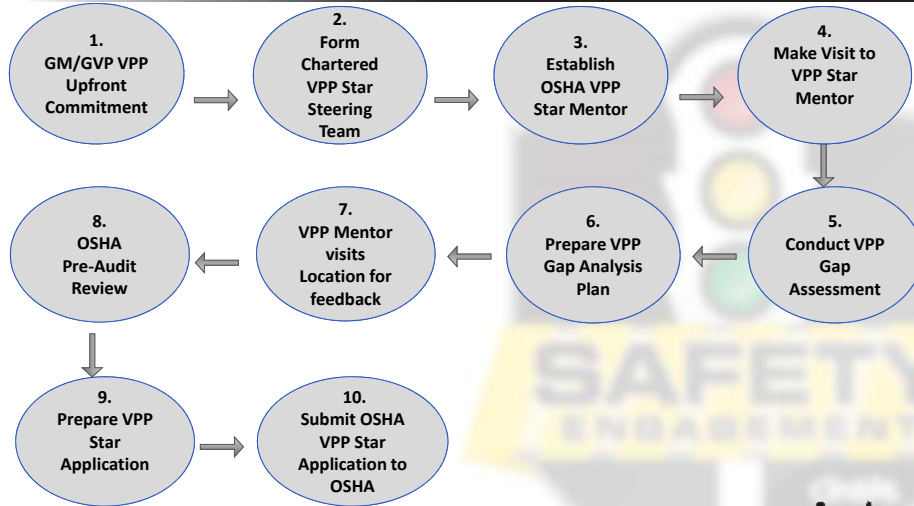 1.
GM/GVP VPP
Upfront
Commitment
2.
Form
Chartered
VPP Star
Steering
Team
3.
Establish
OSHA VPP
Star Mentor
4.
Make Visit to
VPP Star
Mentor
8.
OSHA
Pre-Audit
Review
7.
VPP Mentor
visits
Location for
feedback
6.
Prepare VPP
Gap Analysis
Plan
5.
Conduct VPP
Gap
Assessment
9.
Prepare VPP
Star
Application
10.
Submit OSHA
VPP Star
Application to
OSHA
SAFETY
ENGAGEMENT